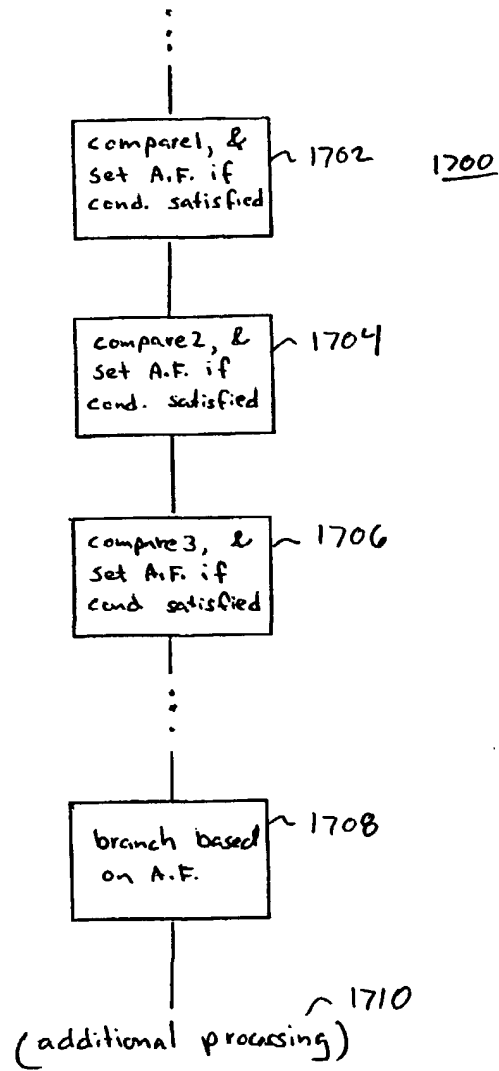 compare1, &
set A.F. if
cond. satisfied
1702
1700
compare2, &
set A.F. if
cond. satisfied
1704
compare3, &
set A.F. if
cond satisfied
1706
branch based
on A.F.
1708
1710
(additional processing)